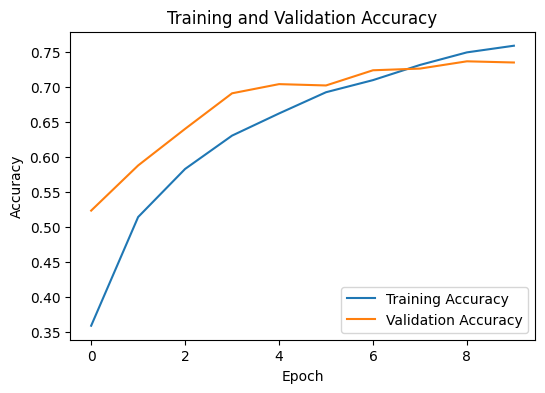 Training and Validation Accuracy
Accuracy
0.75
0.70
0.65
0.60
0.55
0.50
0.45
0.40
0.35
Training Accuracy
Validation Accuracy
0 2 4 6 8
Epoch